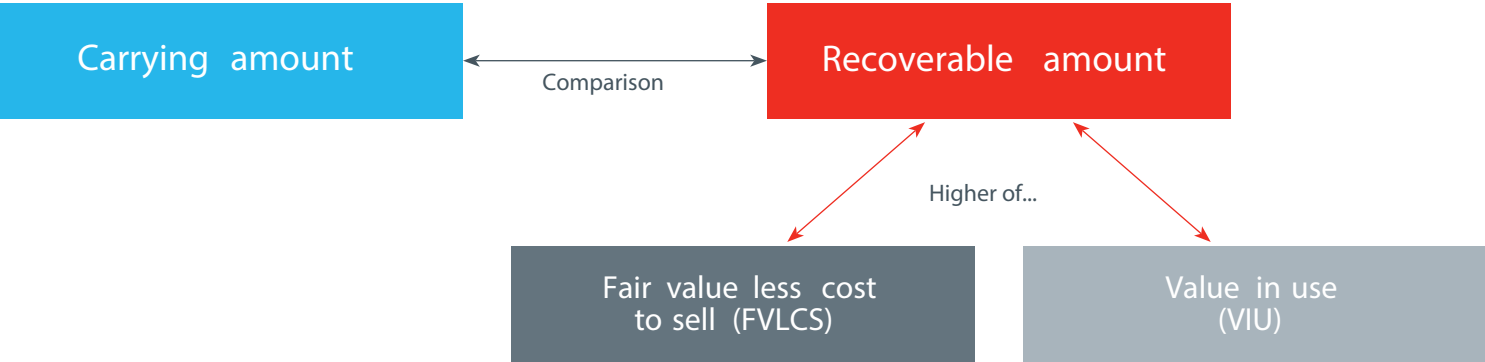 Carrying amount
Recoverable amount
Comparison
Higher of...
Fair value less cost
to sell (FVLCS)
Value in use
(VIU)